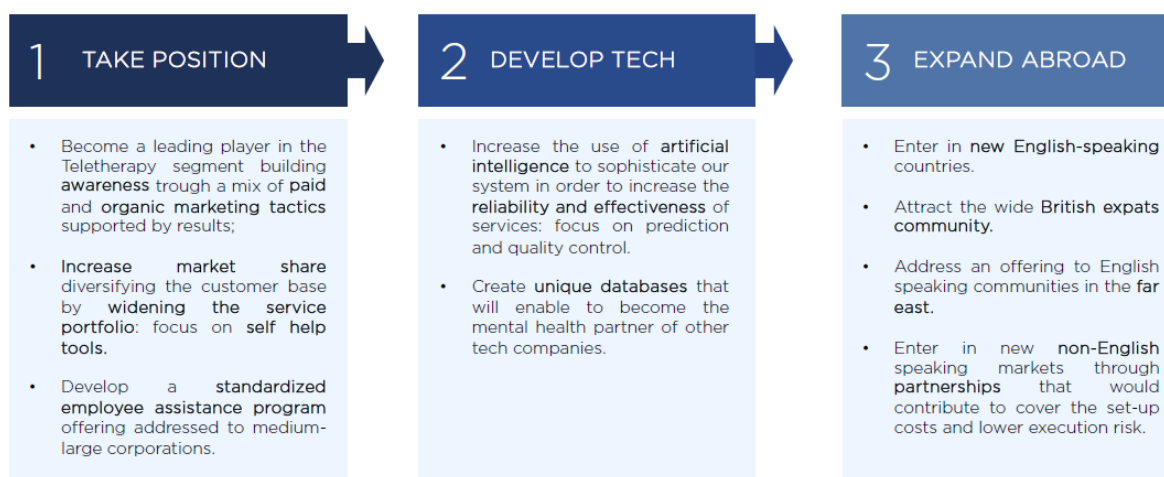 1 TAKE POSITION
• Become a leading player in the
Teletherapy segment building
awareness trough a mix of paid
and organic marketing tactics
supported by results;
• Increase market share
diversifying the customer base
by widening the service
portfolio: focus on self help
tools.
• Develop a standardized
employee assistance program
offering addressed to medium-
large corporations.
2 DEVELOP TECH
• Increase the use of artificial
intelligence to sophisticate our
system in order to increase the
reliability and effectiveness of
services: focus on prediction
and quality control.
• Create unique databases that
will enable to become the
mental health partner of other
tech companies.
3 EXPAND ABROAD
• Enter in new English-speaking
countries.
• Attract the wide British expats
community.
• Address an offering to English
speaking communities in the far
east.
• Enter in new non-English
speaking markets through
partnerships that would
contribute to cover the set-up
costs and lower execution risk.